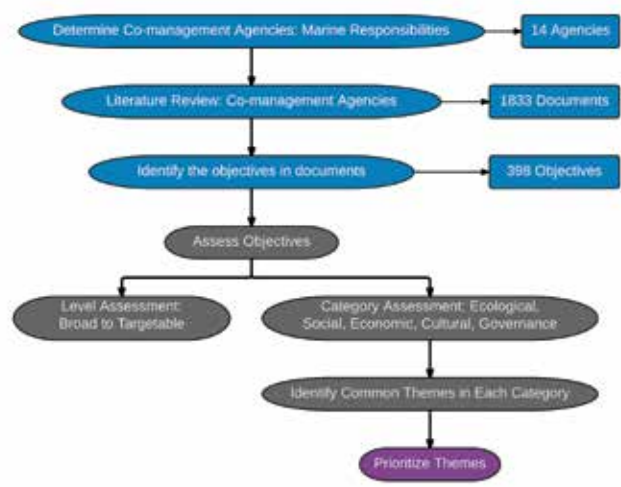 Determine Co-management Agencies: Marine Responsibilities
14 Agencies
Literature Review: Co-management Agencies
1833 Documents
Identify the objectives in documents
398 Objectives
Assess Objectives
Level Assessment:
Broad to Targetable
Category Assessment: Ecological,
Social, Economic, Cultural, Governance
Identify Common Themes in Each Category
Prioritize Themes